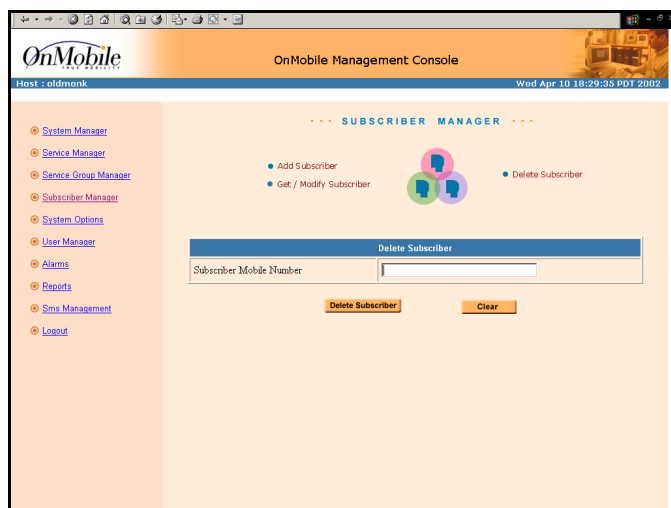 OnMobile
TRUE MOBILITY
OnMobile Management Console
Host : oldmonk
Wed Apr 10 18:29:35 PDT 2002
System Manager
Service Manager
Service Group Manager
Subscriber Manager
System Options
User Manager
Alarms
Reports
Sms Management
Logout
SUBSCRIBER MANAGER
Add Subscriber
Get / Modify Subscriber
Delete Subscriber
Delete Subscriber
Subscriber Mobile Number
Delete Subscriber
Clear